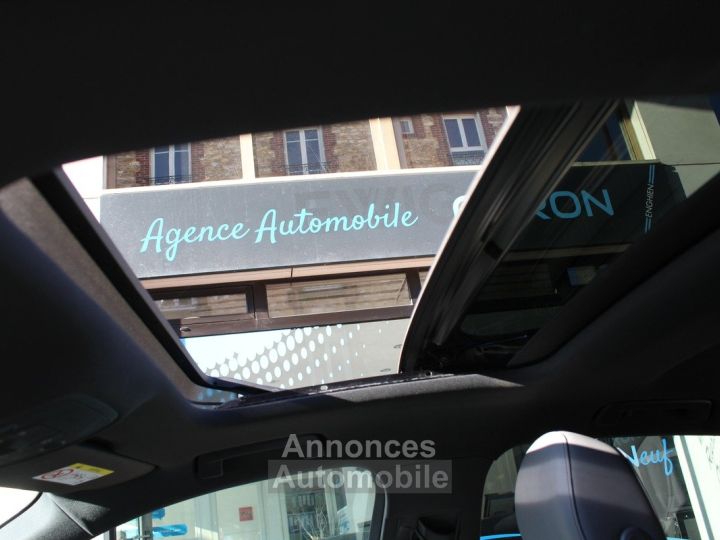 Agence Automobile
RON
ENGHIEN
Neuf
Annonces
Automobile